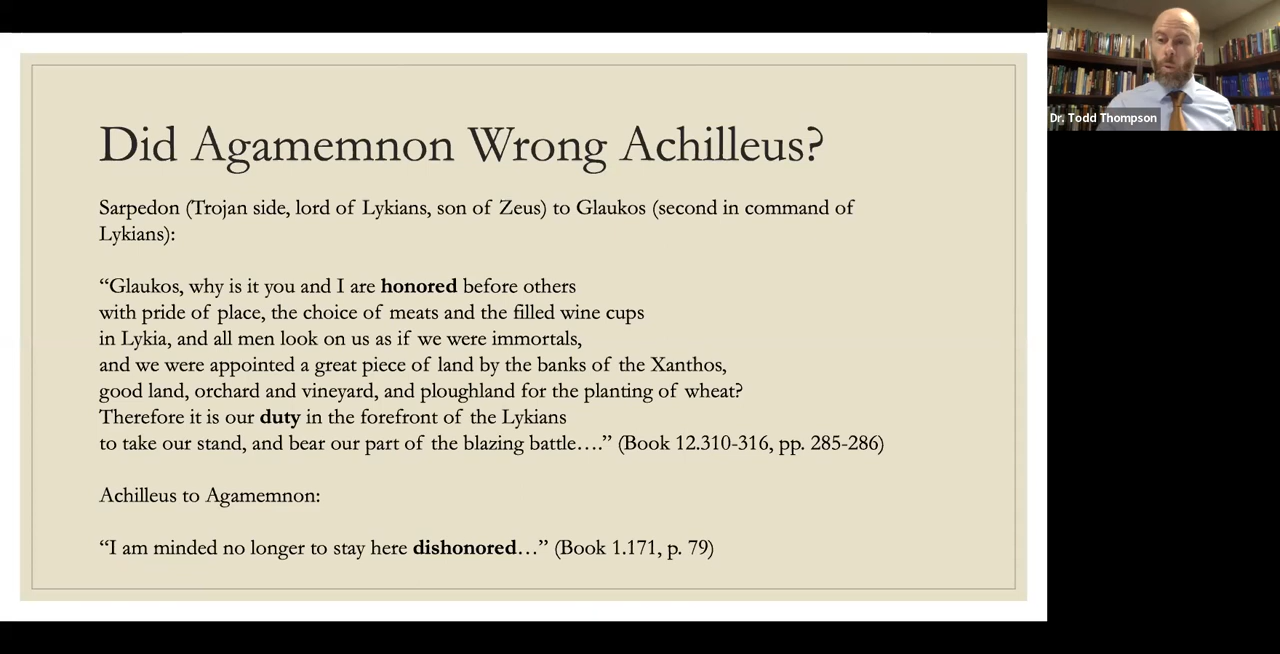 Did Agamemnon Wrong Achilleus?
Sarpedon (Trojan side, lord of Lykians, son of Zeus) to Glaukos (second in command of
Lykians):
“Glaukos, why is it you and I are honored before others
with pride of place, the choice of meats and the filled wine cups
in Lykia, and all men look on us as if we were immortals,
and we were appointed a great piece of land by the banks of the Xanthos,
good land, orchard and vineyard, and ploughland for the planting of wheat?
Therefore it is our duty in the forefront of the Lykians
to take our stand, and bear our part of the blazing battle….” (Book 12.310-316, pp. 285-286)
Achilleus to Agamemnon:
“I am minded no longer to stay here dishonored…” (Book 1.171, p. 79)
Dr. Todd Thompson